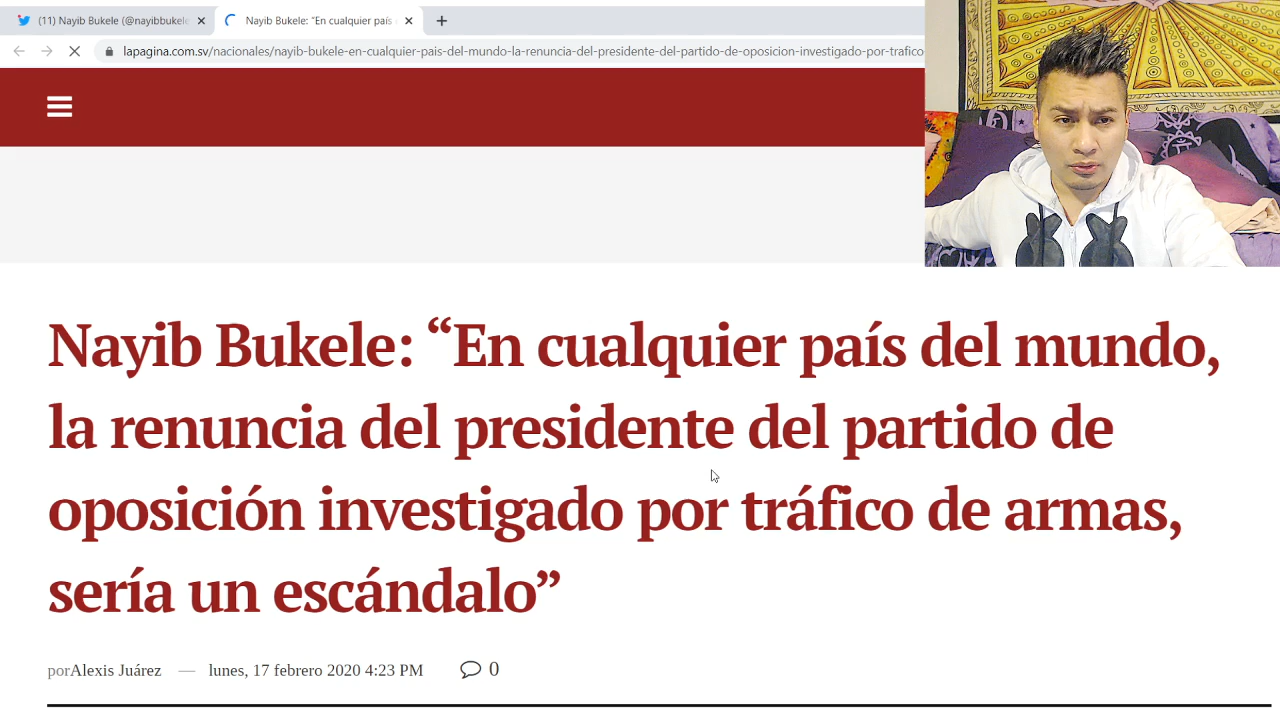 (11) Nayib Bukele (@nayibbukele
Nayib Bukele: “En cualquier país
lapagina.com.sv/nacionales/nayib-bukele-en-cualquier-pais-del-mundo-la-renuncia-del-presidente-del-partido-de-oposicion-investigado-por-trafico-
Nayib Bukele: “En cualquier país del mundo,
la renuncia del presidente del partido de
oposición investigado por tráfico de armas,
sería un escándalo”
porAlexis Juárez — lunes, 17 febrero 2020 4:23 PM 0